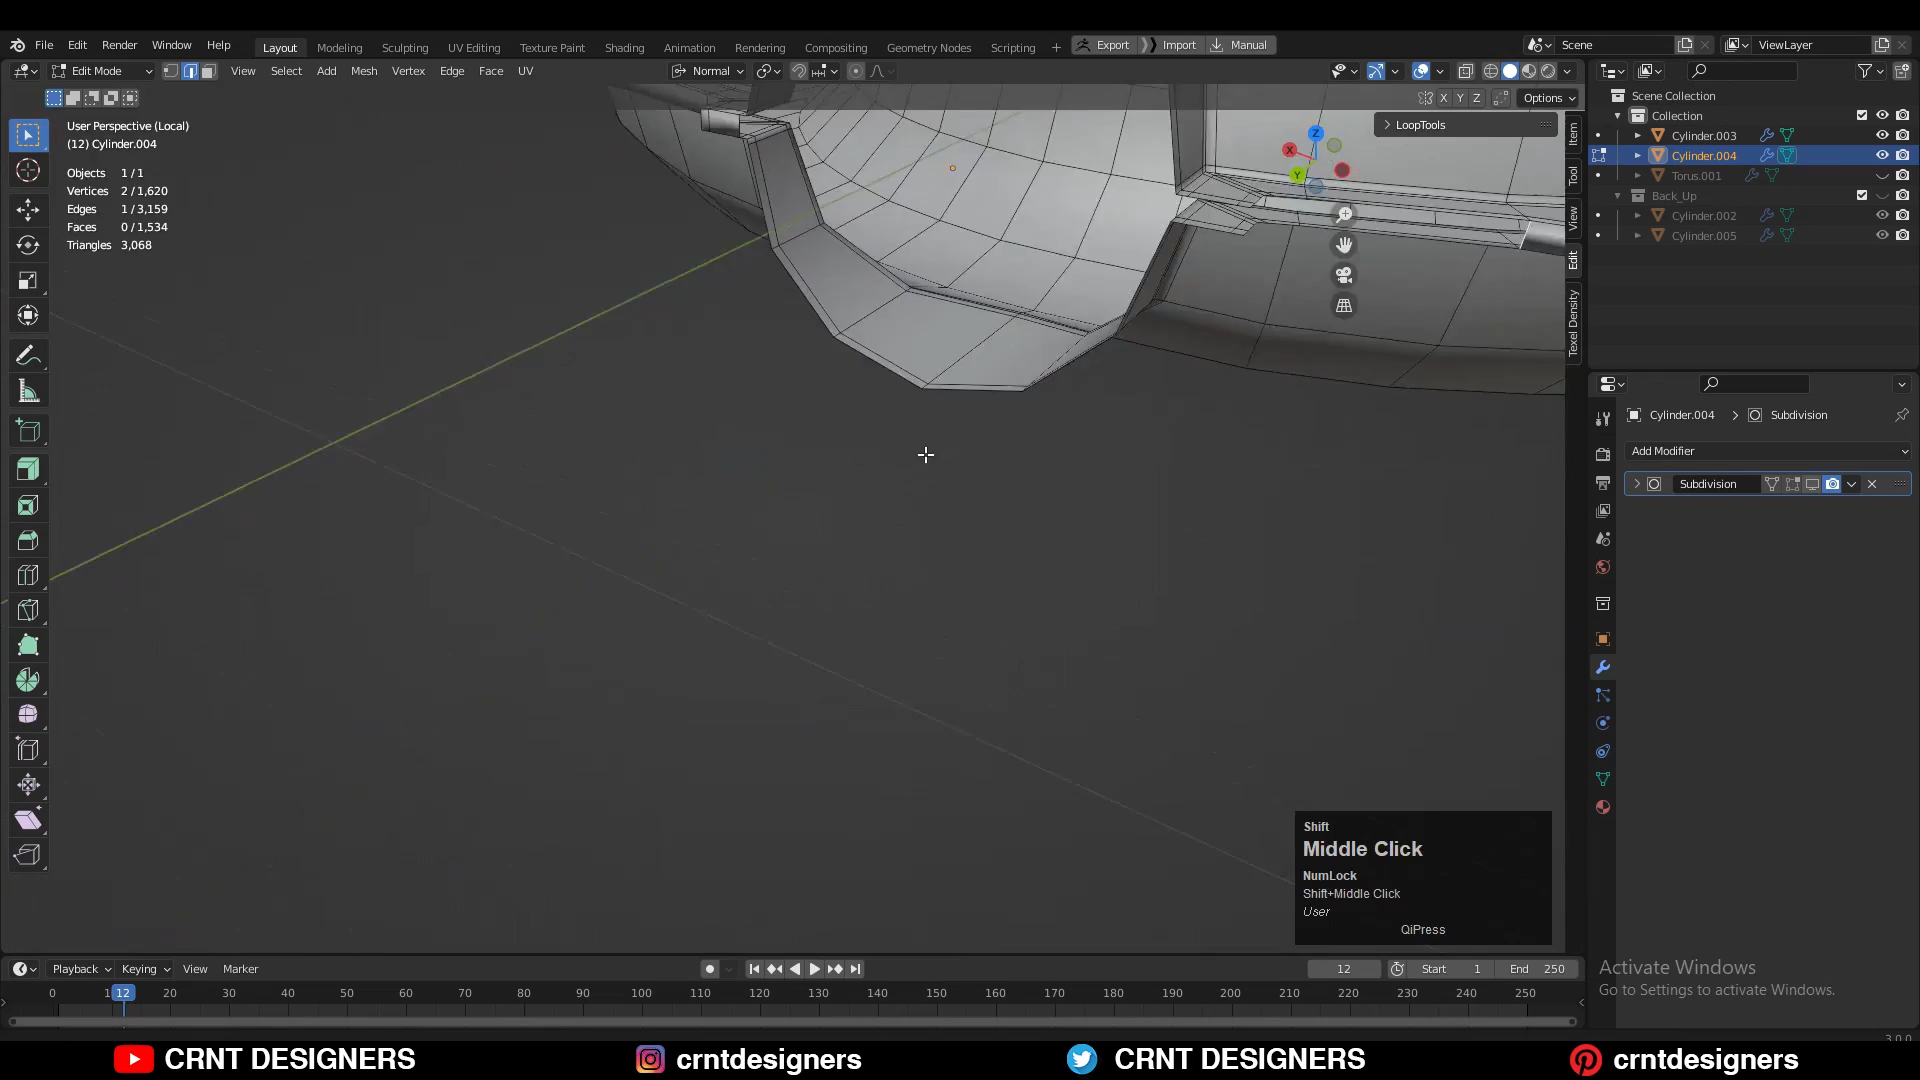 File Edit Render Window Help Layout Modeling Sculpting UV Editing Texture Paint Shading Animation Rendering Compositing Geometry Nodes Scripting + Export Import Manual Scene ViewLayer
Edit Mode View Select Add Mesh Vertex Edge Face UV Normal
X Y Z Options
User Perspective (Local)
(12) Cylinder.004
Objects 1 / 1
Vertices 2 / 1,620
Edges 1 / 3,159
Faces 0 / 1,534
Triangles 3,068
LoopTools
Z
X
Y
Item
Tool
View
Edit
Texel Density
Scene Collection
Collection
Cylinder.003
Cylinder.004
Torus.001
Back_Up
Cylinder.002
Cylinder.005
Cylinder.004 > Subdivision
Add Modifier
Subdivision
Shift
Middle Click
NumLock
Shift+Middle Click
User
QiPress
Playback Keying View Marker 12 Start 1 End 250
0 1 12 20 30 40 50 60 70 80 90 100 110 120 130 140 150 160 170 180 190 200 210 220 230 240 250
Activate Windows
Go to Settings to activate Windows.
3.0.0
CRNT DESIGNERS crntdesigners CRNT DESIGNERS crntdesigners